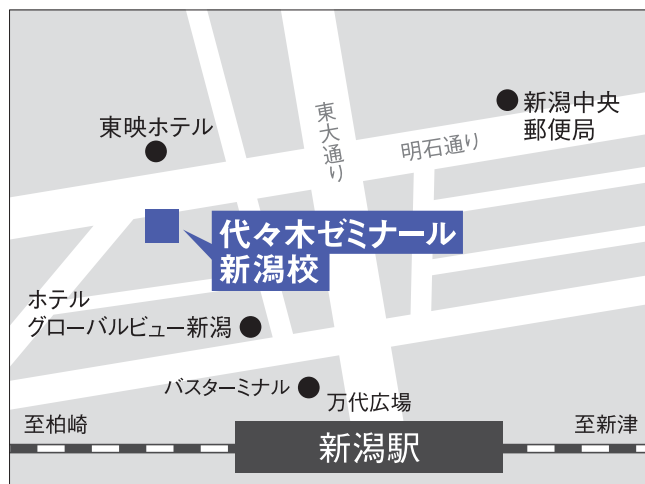 新潟中央
郵便局
東映ホテル
東大通り
明石通り
代々木ゼミナール
新潟校
ホテル
グローバルビュー新潟
バスターミナル
万代広場
至柏崎
至新津
新潟駅